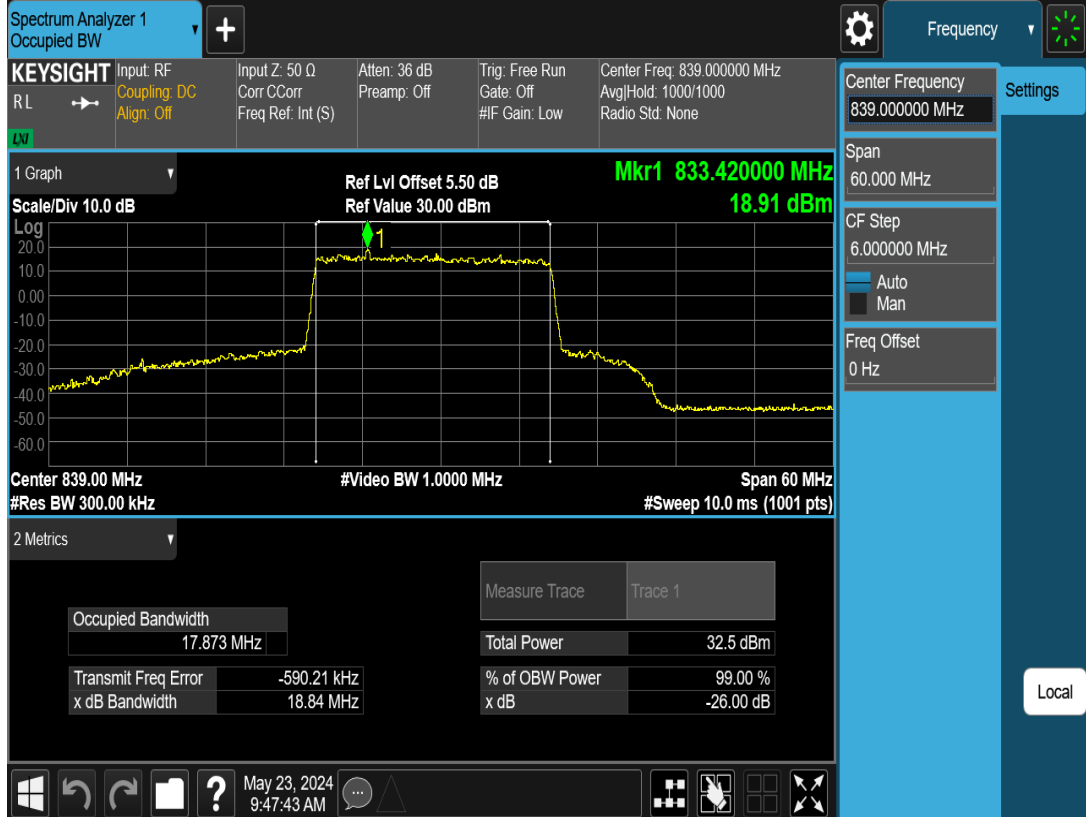 Spectrum Analyzer 1
Occupied BW
+
Frequency
KEYSIGHT
R L
LXI
Input: RF
Coupling: DC
Align: Off
Input Z: 50 Ω
Corr CCorr
Freq Ref: Int (S)
Atten: 36 dB
Preamp: Off
Trig: Free Run
Gate: Off
#IF Gain: Low
Center Freq: 839.000000 MHz
Avg|Hold: 1000/1000
Radio Std: None
Center Frequency
839.000000 MHz
Settings
Span
60.000 MHz
CF Step
6.000000 MHz
Auto
Man
Freq Offset
0 Hz
Local
1 Graph
Scale/Div 10.0 dB
Ref Lvl Offset 5.50 dB
Ref Value 30.00 dBm
Mkr1 833.420000 MHz
18.91 dBm
Log
20.0
10.0
0.00
-10.0
-20.0
-30.0
-40.0
-50.0
-60.0
1
Center 839.00 MHz
#Res BW 300.00 kHz
#Video BW 1.0000 MHz
Span 60 MHz
#Sweep 10.0 ms (1001 pts)
2 Metrics
Measure Trace Trace 1
Occupied Bandwidth
17.873 MHz
Total Power 32.5 dBm
Transmit Freq Error -590.21 kHz
% of OBW Power 99.00 %
x dB Bandwidth 18.84 MHz
x dB -26.00 dB
?
May 23, 2024
9:47:43 AM